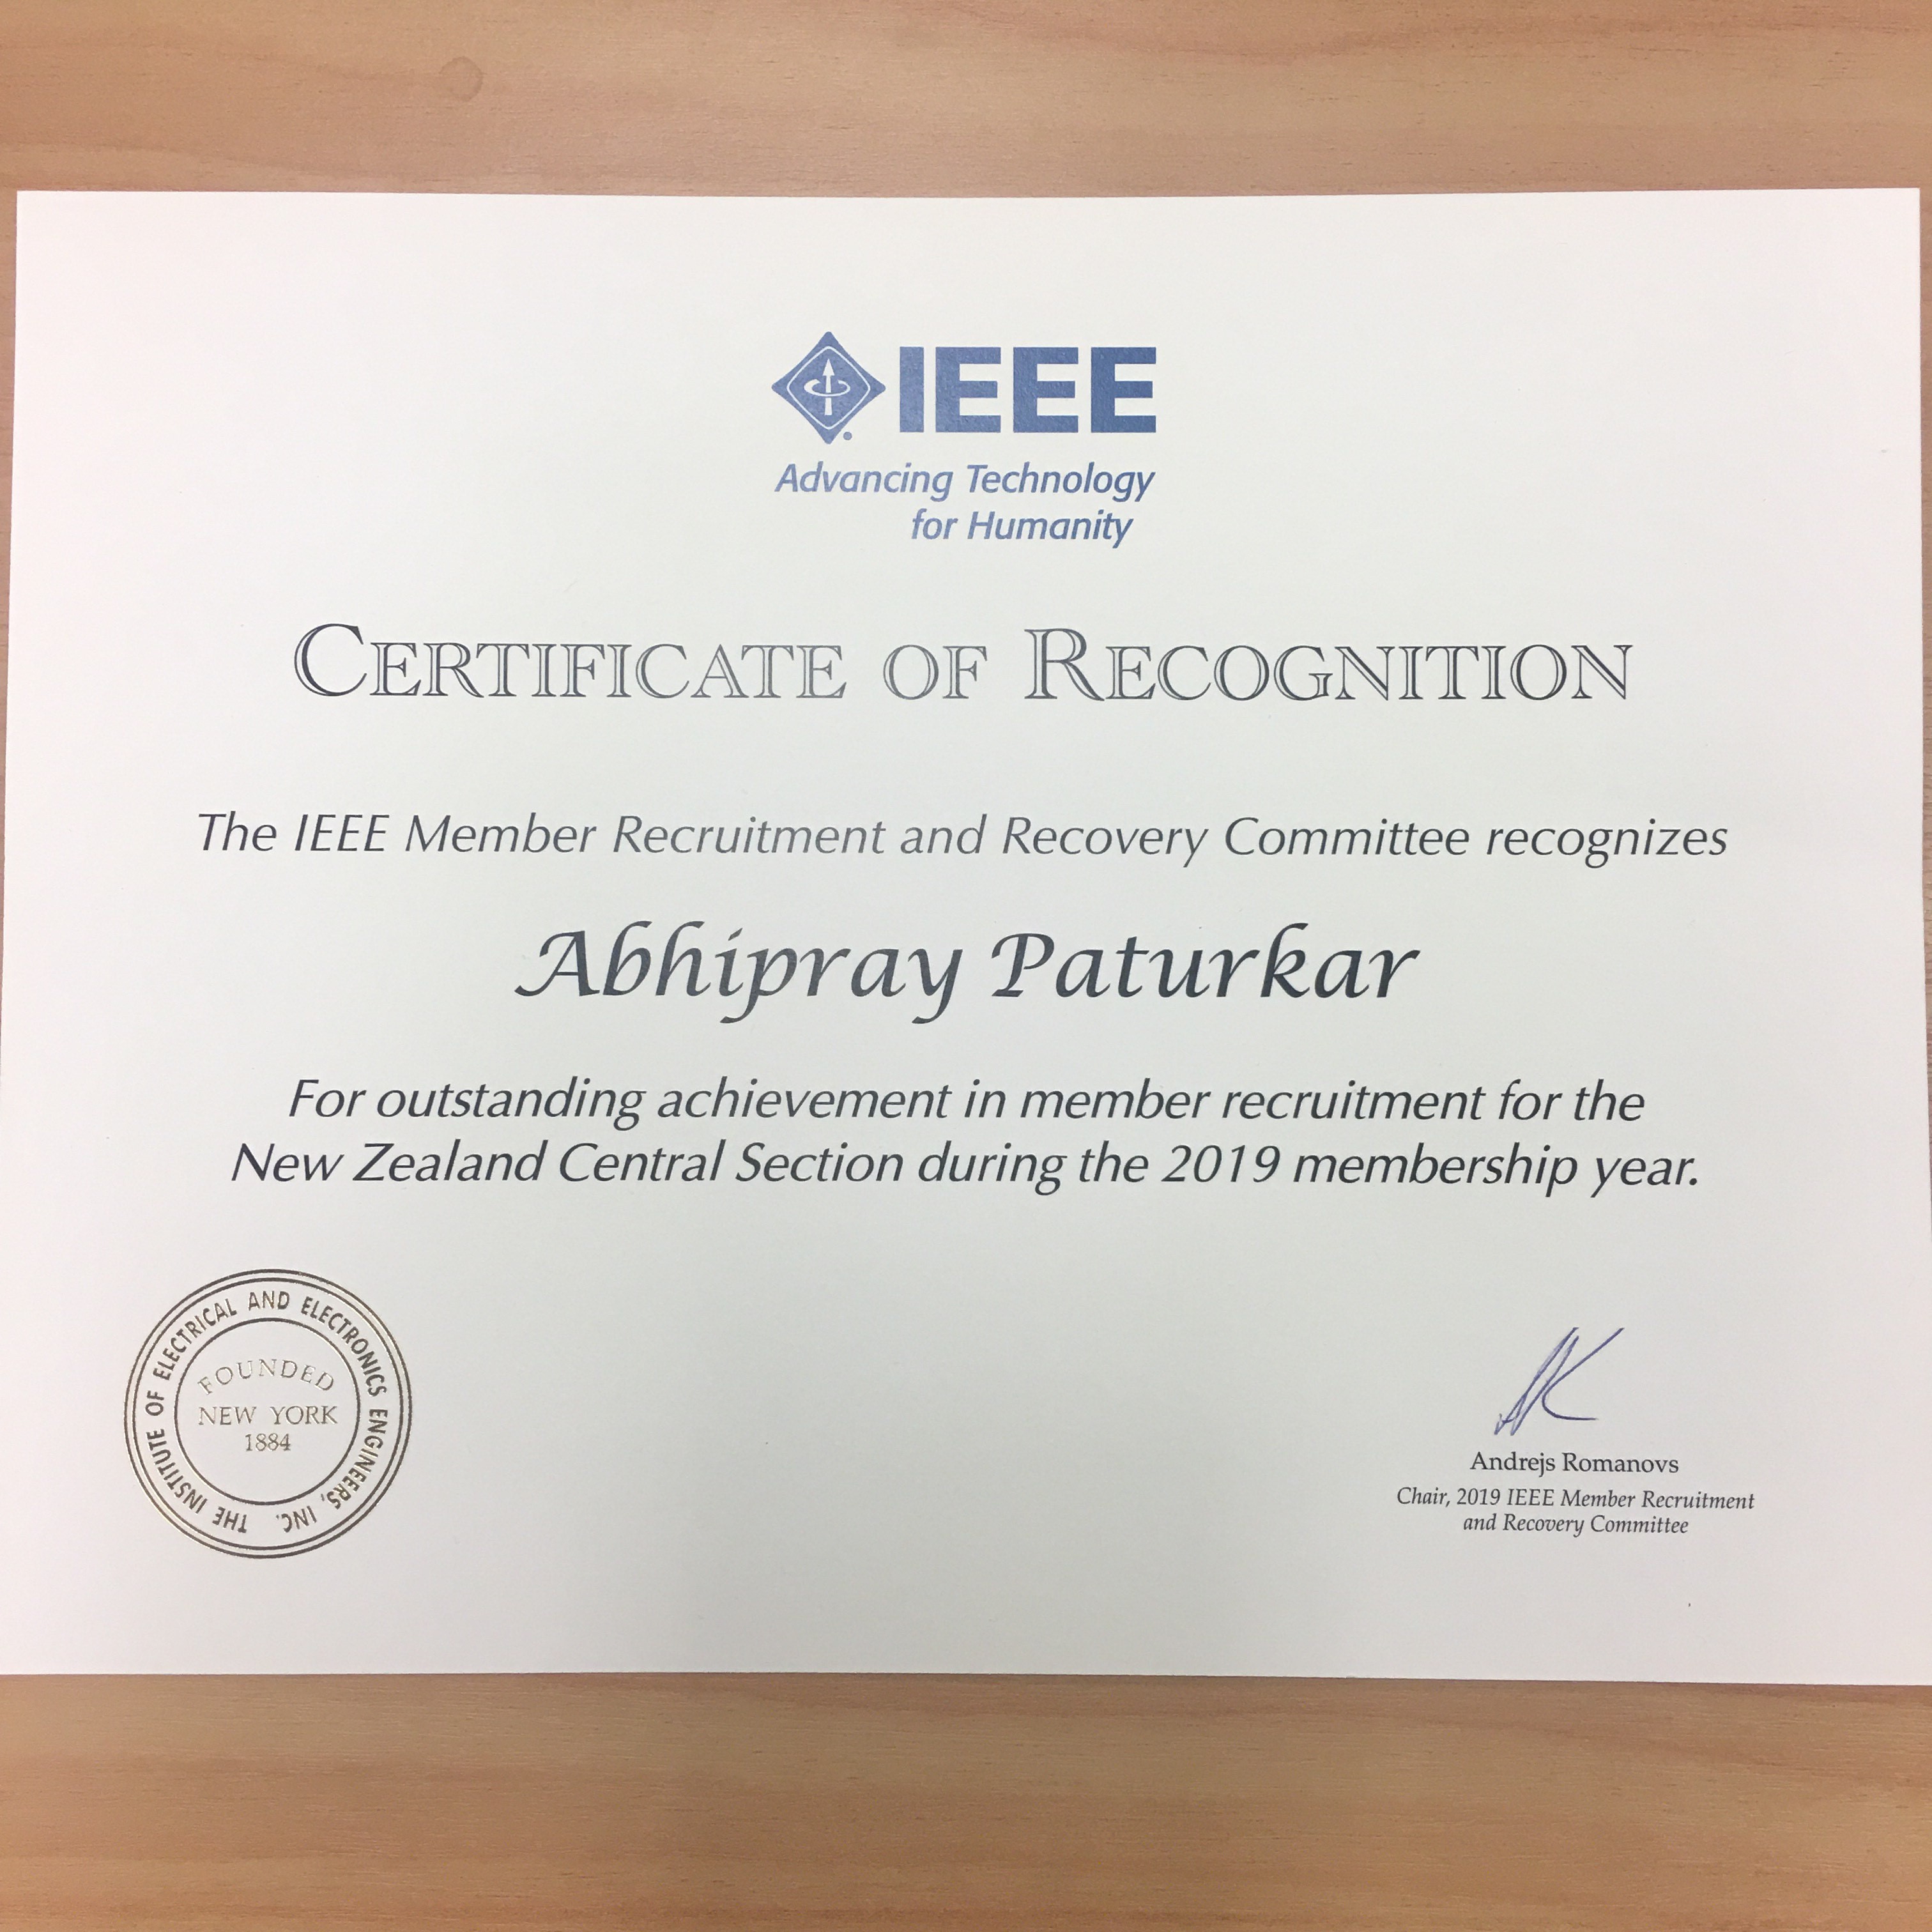 IEEE
Advancing Technology
for Humanity
CERTIFICATE OF RECOGNITION
The IEEE Member Recruitment and Recovery Committee recognizes
Abhipray Paturkar
For outstanding achievement in member recruitment for the
New Zealand Central Section during the 2019 membership year.
THE INSTITUTE OF ELECTRICAL AND ELECTRONICS ENGINEERS, INC.
FOUNDED
NEW YORK
1884
Andrejs Romanovs
Chair, 2019 IEEE Member Recruitment
and Recovery Committee